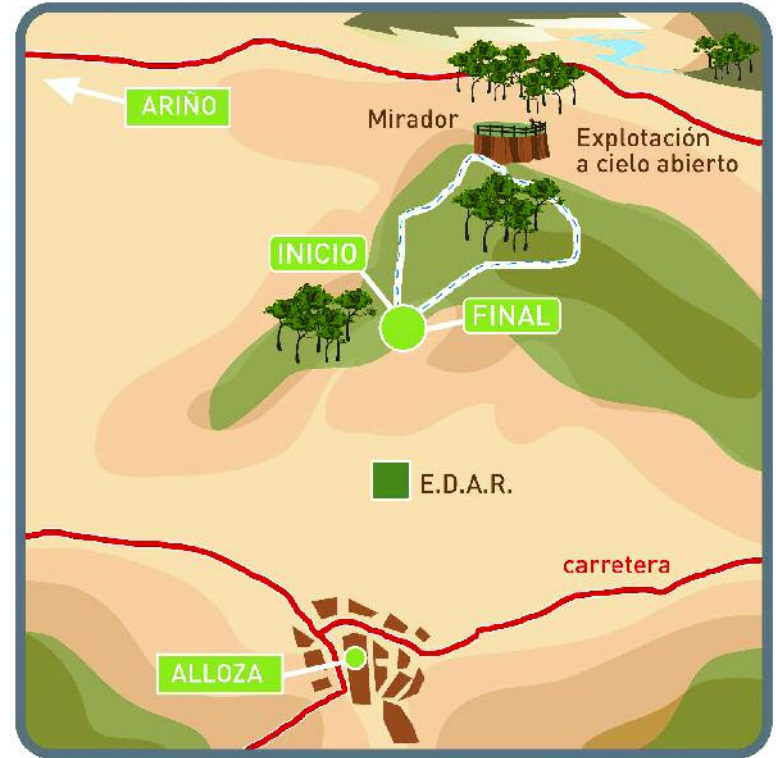 ARIÑO
Mirador
Explotación
a cielo abierto
INICIO
FINAL
E.D.A.R.
carretera
ALLOZA